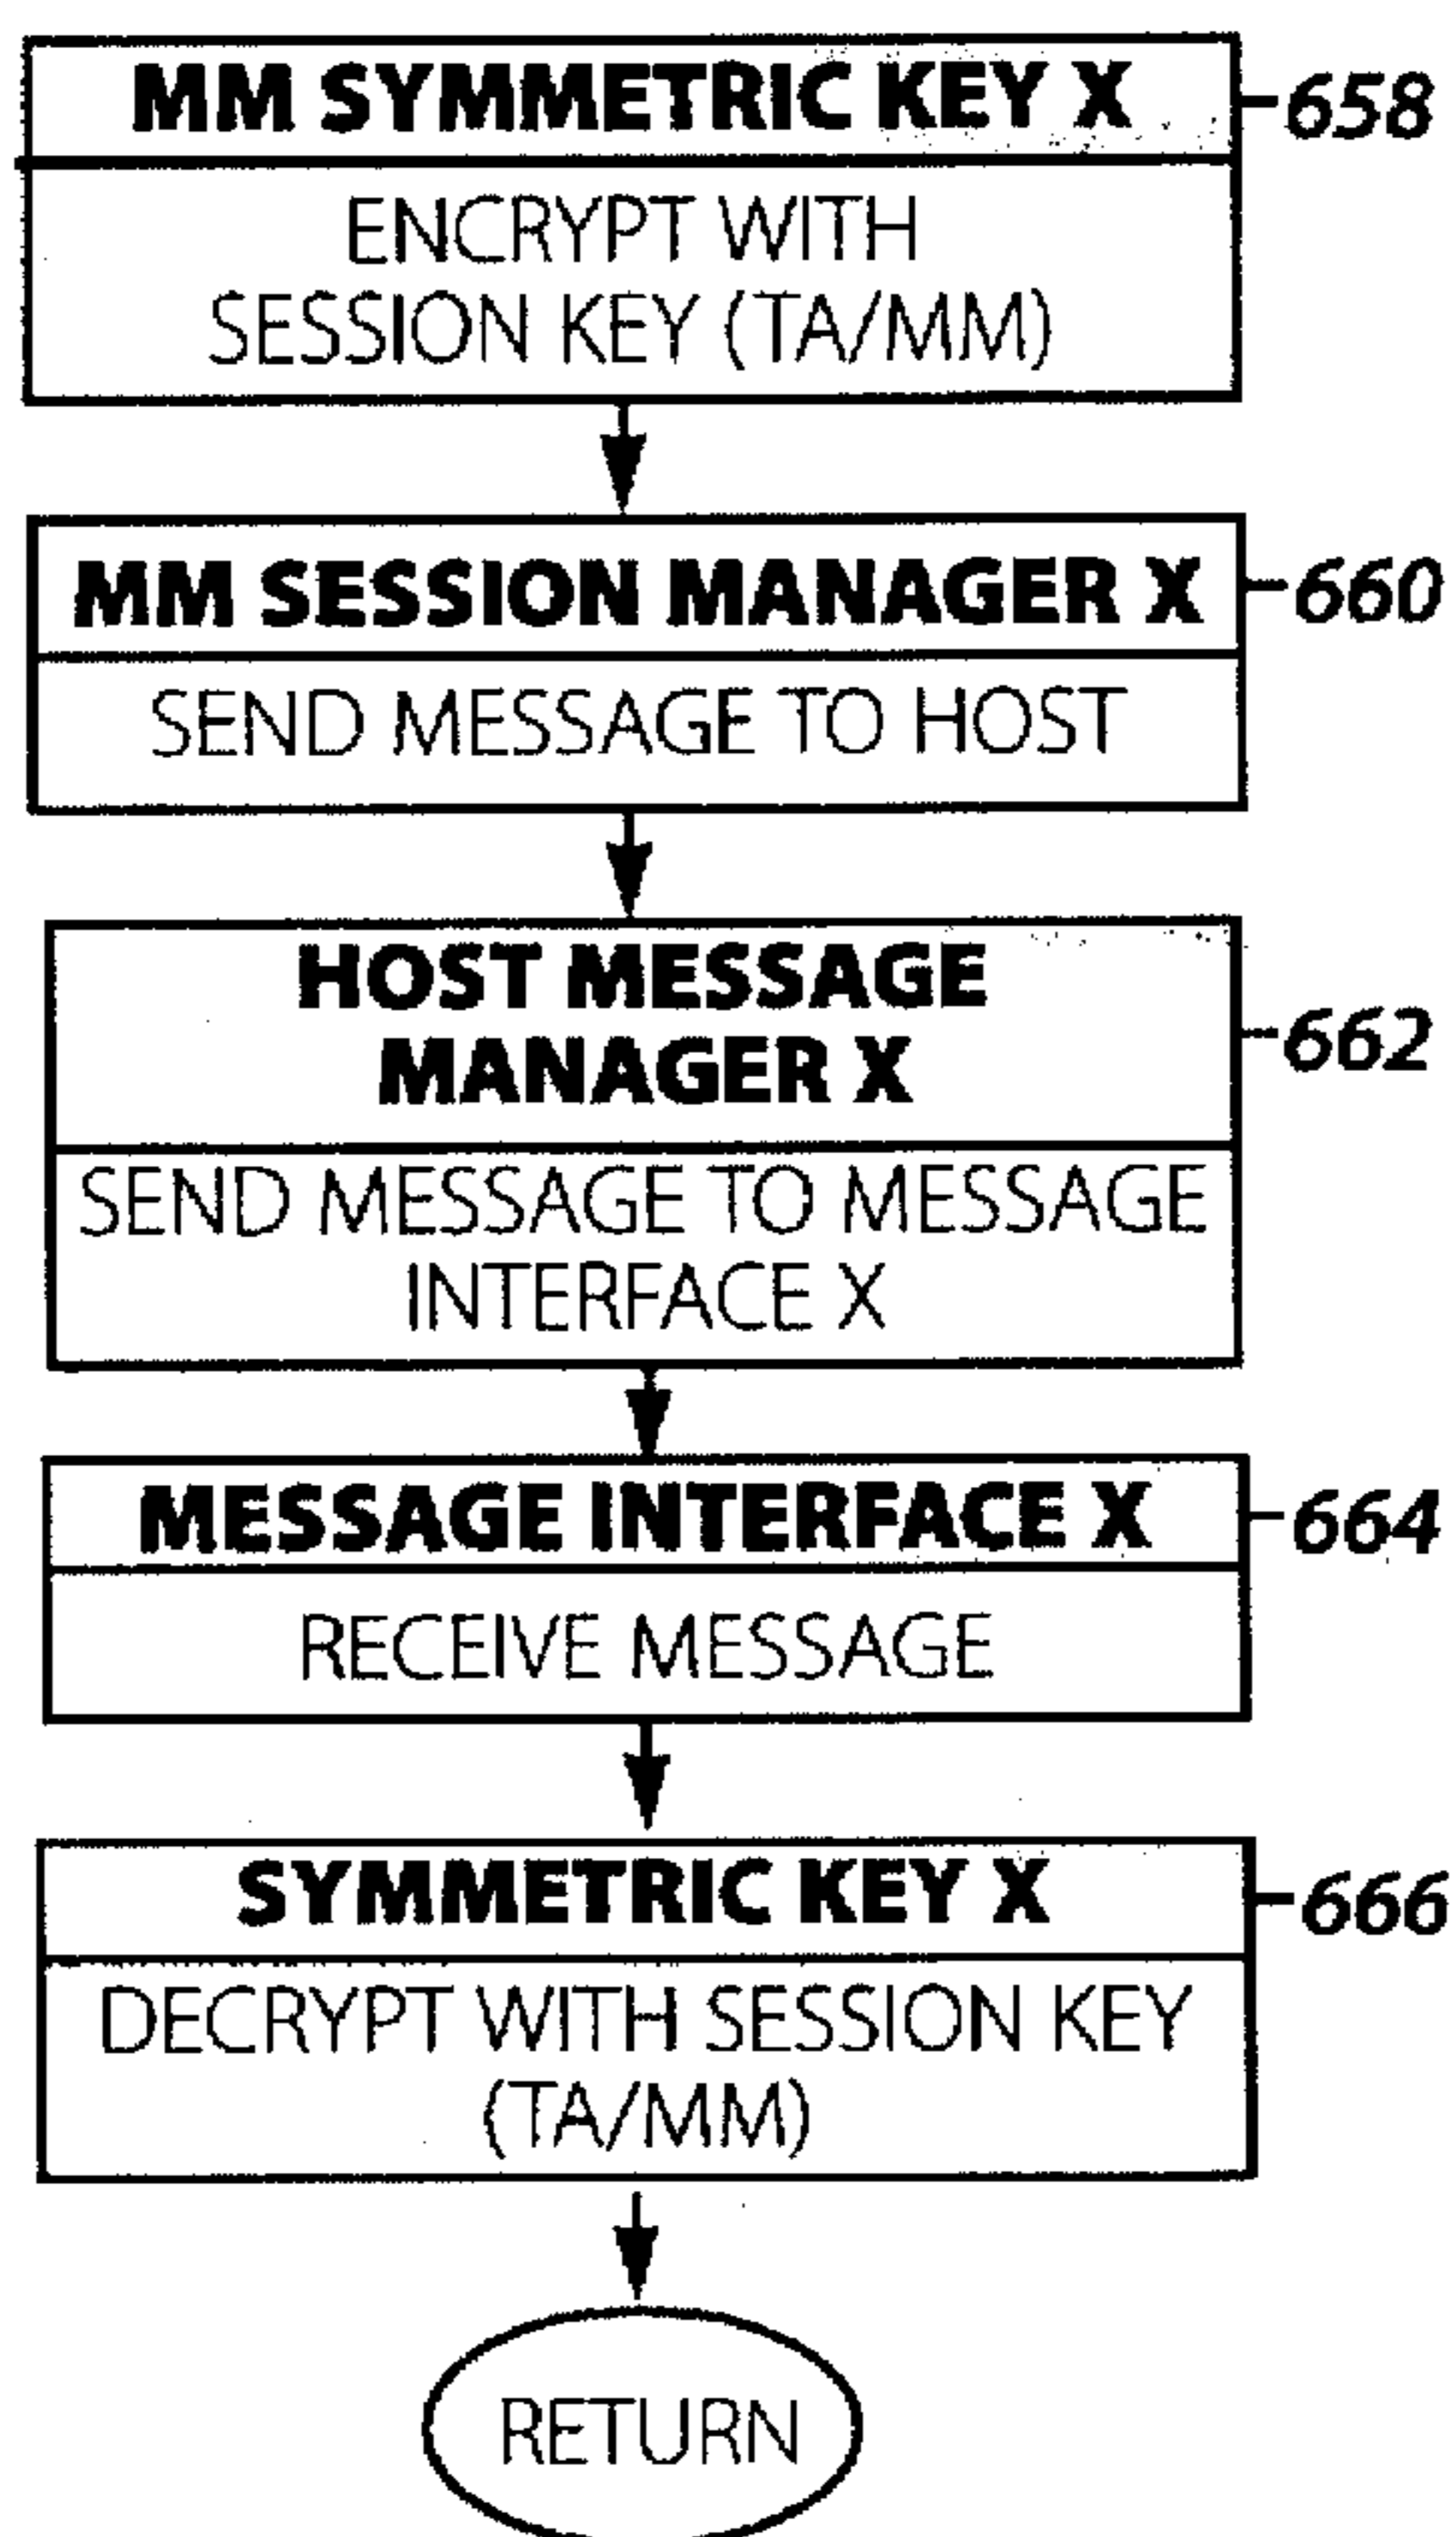 MM SYMMETRIC KEY X
658
ENCRYPT WITH
SESSION KEY (TA/MM)
MM SESSION MANAGER X
660
SEND MESSAGE TO HOST
HOST MESSAGE
MANAGER X
662
SEND MESSAGE TO MESSAGE
INTERFACE X
MESSAGE INTERFACE X
664
RECEIVE MESSAGE
SYMMETRIC KEY X
666
DECRYPT WITH SESSION KEY
(TA/MM)
RETURN